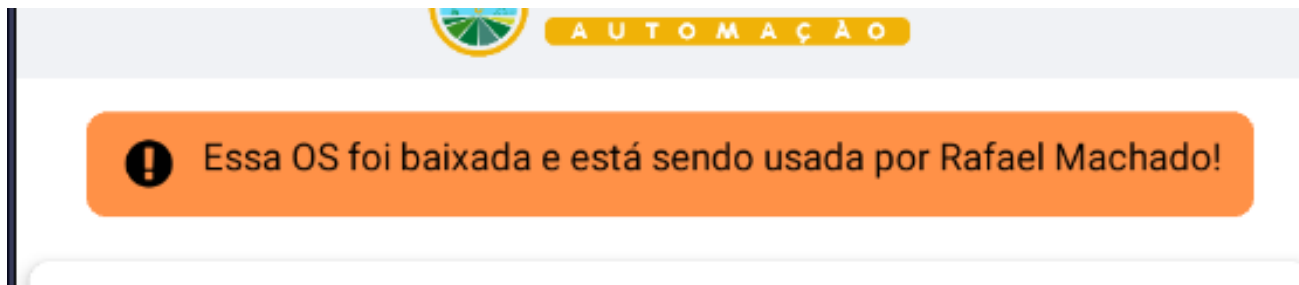 AUTOMAÇÃO
Essa OS foi baixada e está sendo usada por Rafael Machado!